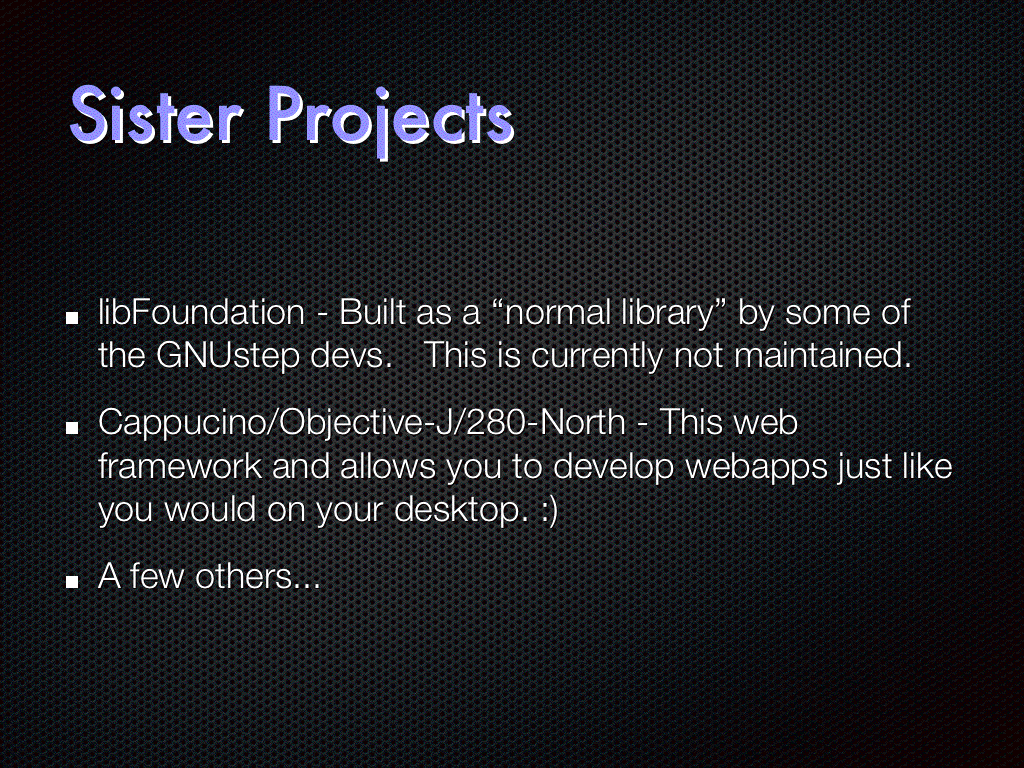 Sister Projects
■ libFoundation - Built as a “normal library” by some of
the GNUstep devs.   This is currently not maintained.
■ Cappucino/Objective-J/280-North - This web
framework and allows you to develop webapps just like
you would on your desktop. :)
■ A few others...